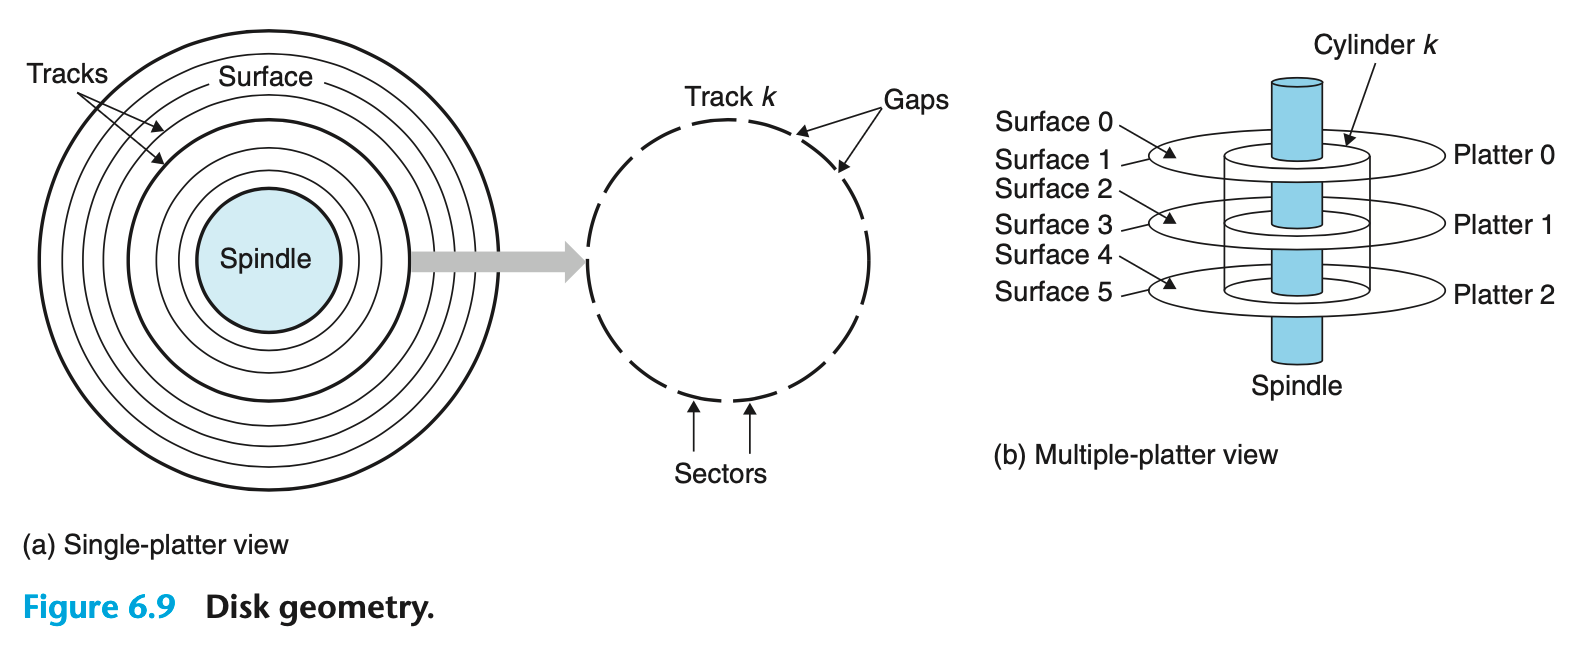 Tracks
Surface
Spindle
Track k
Gaps
Sectors
(a) Single-platter view
Cylinder k
Surface 0
Surface 1
Surface 2
Surface 3
Surface 4
Surface 5
Platter 0
Platter 1
Platter 2
Spindle
(b) Multiple-platter view
Figure 6.9 Disk geometry.